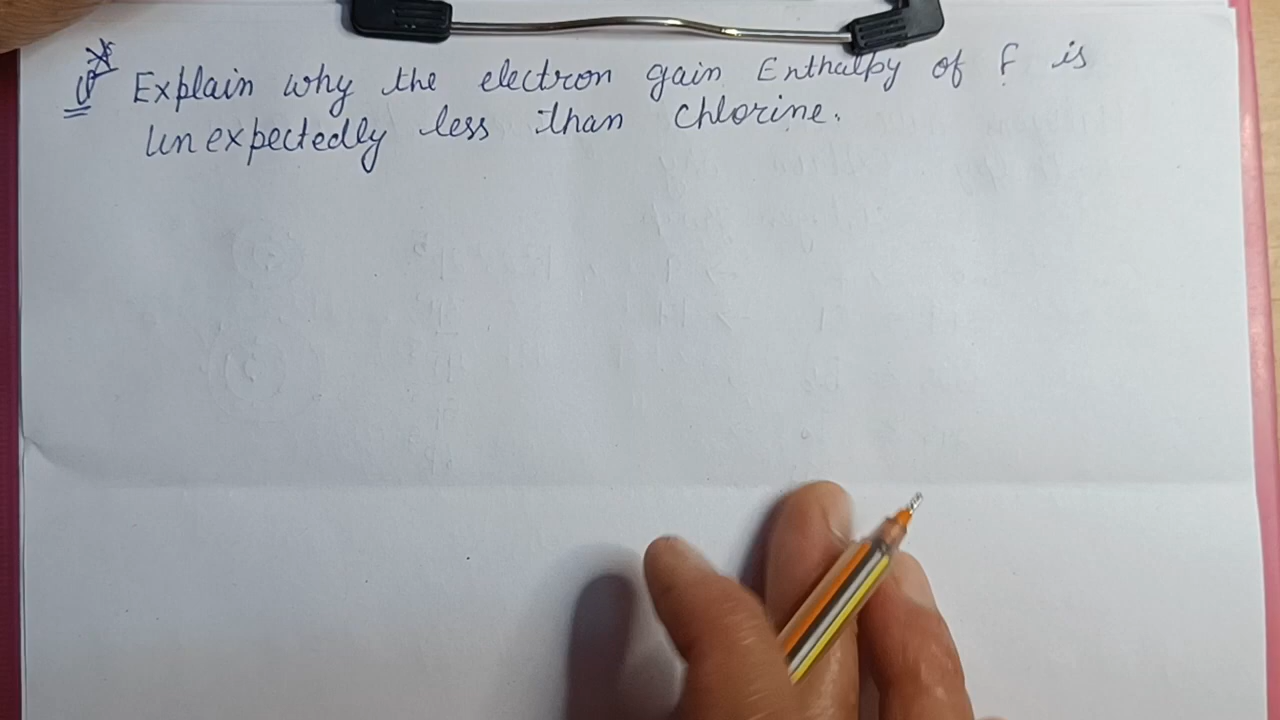 Q* Explain why the electron gain Enthalpy of F is
unexpectedly less than chlorine.